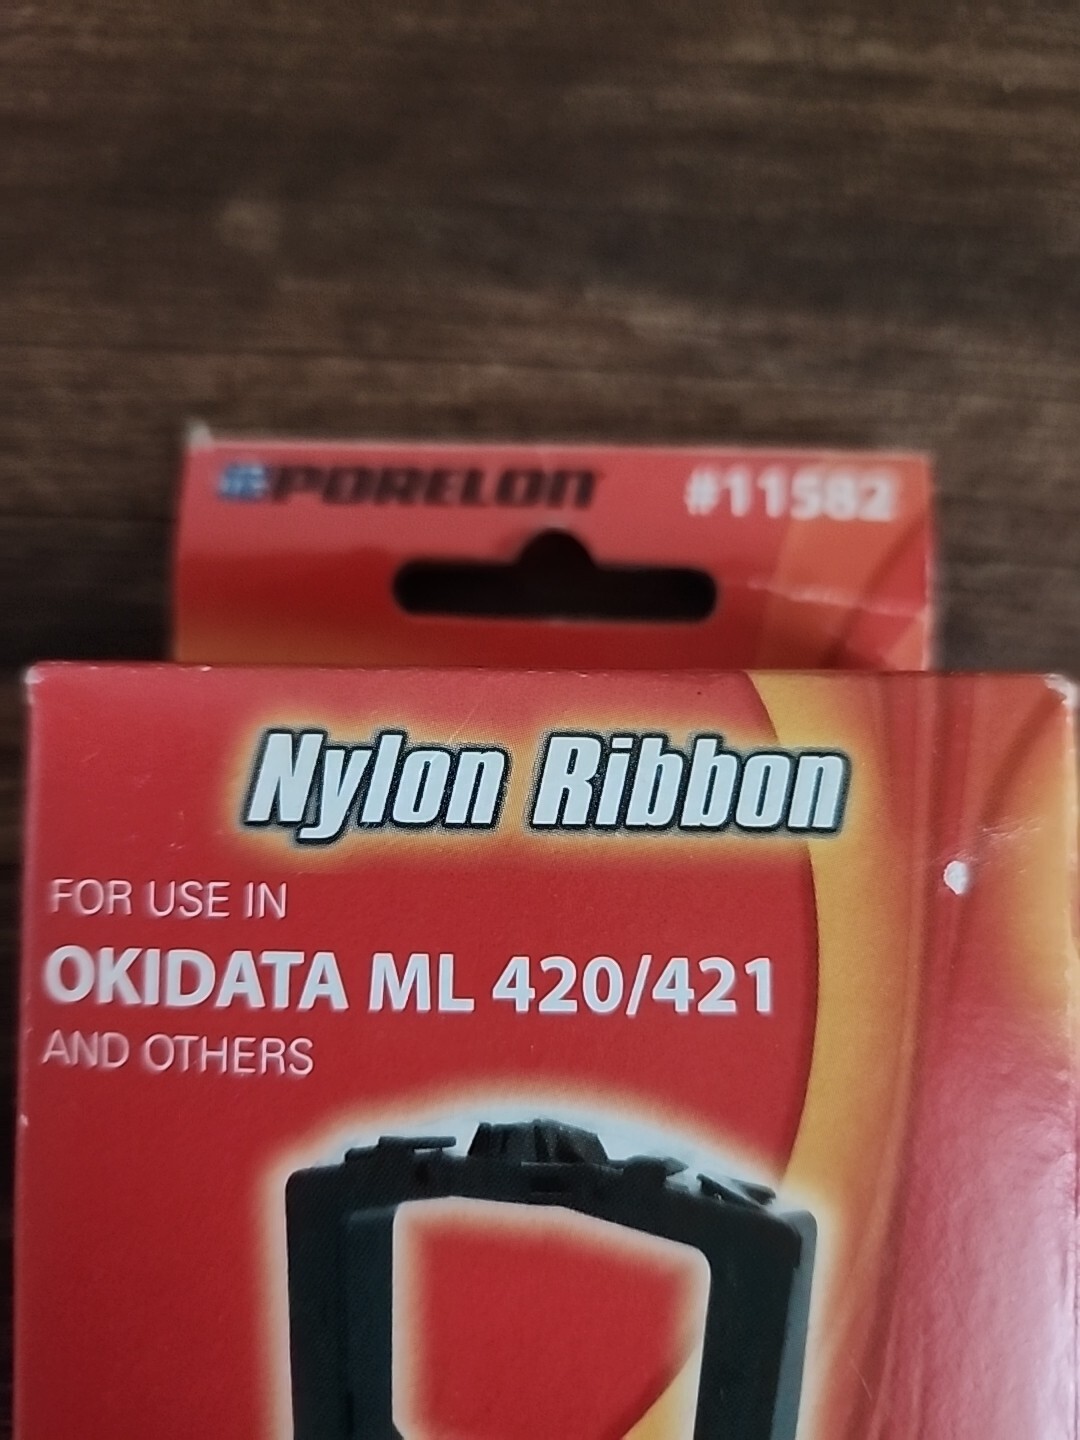 PORELON #11582
Nylon Ribbon
FOR USE IN
OKIDATA ML 420/421
AND OTHERS